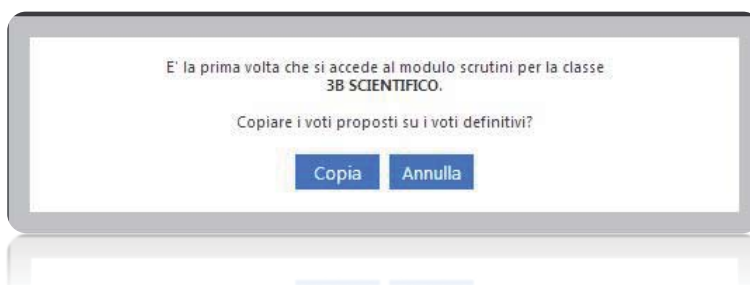 E' la prima volta che si accede al modulo scrutini per la classe
3B SCIENTIFICO.
Copiare i voti proposti su i voti definitivi?
Copia Annulla